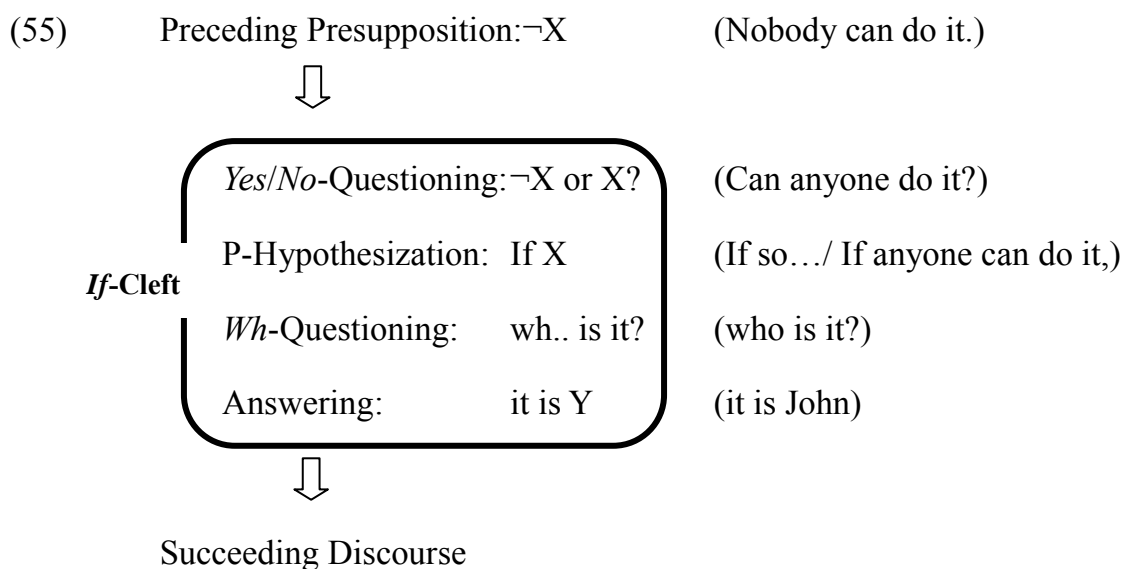 (55) Preceding Presupposition:¬X (Nobody can do it.)
Yes/No-Questioning:¬X or X? (Can anyone do it?)
P-Hypothesization: If X (If so…/ If anyone can do it,)
If-Cleft
Wh-Questioning: wh.. is it? (who is it?)
Answering: it is Y (it is John)
Succeeding Discourse